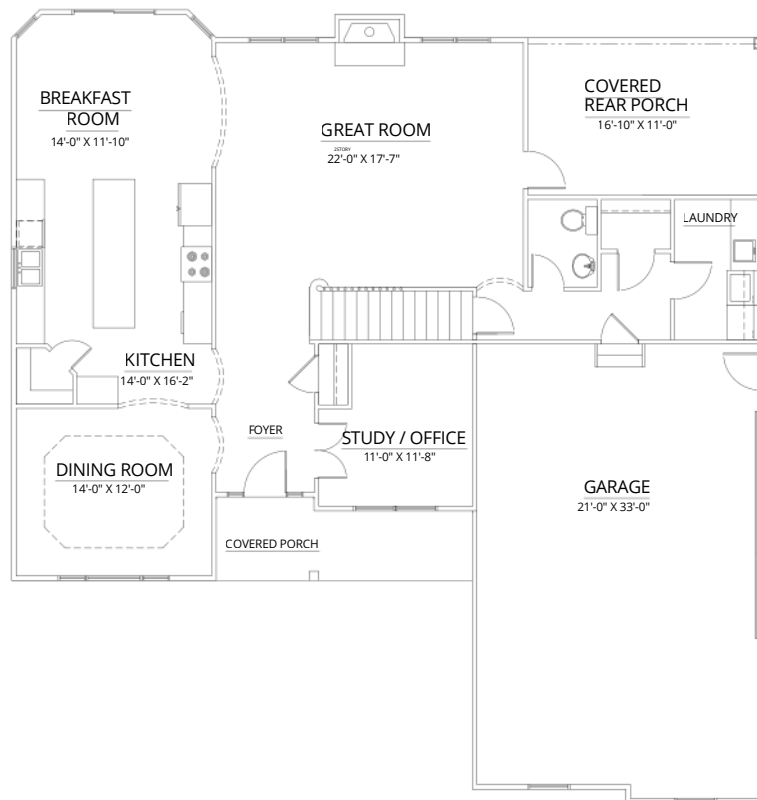 BREAKFAST
ROOM
14'-0" X 11'-10"
GREAT ROOM
2STORY
22'-0" X 17'-7"
COVERED
REAR PORCH
16'-10" X 11'-0"
LAUNDRY
KITCHEN
14'-0" X 16'-2"
FOYER
STUDY / OFFICE
11'-0" X 11'-8"
DINING ROOM
14'-0" X 12'-0"
GARAGE
21'-0" X 33'-0"
COVERED PORCH